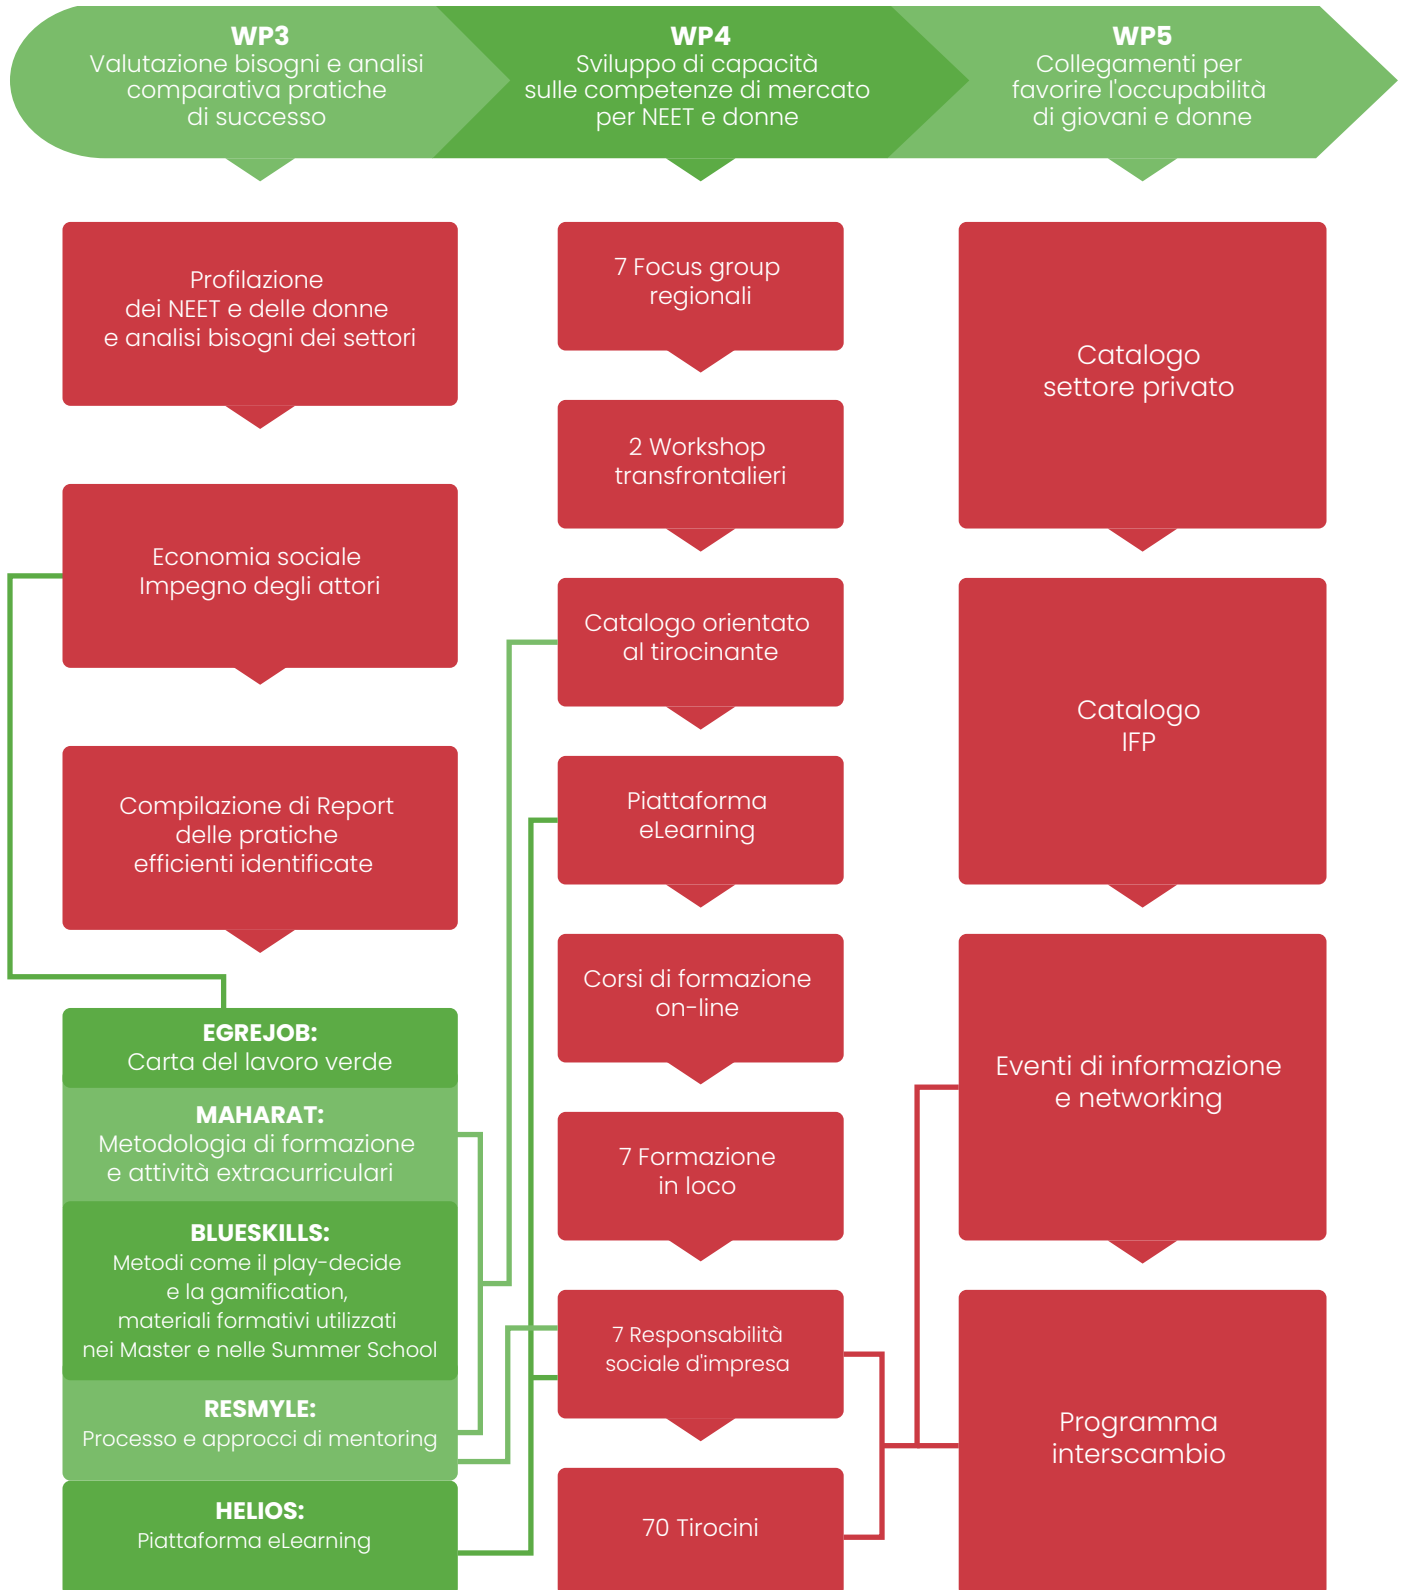 WP3
Valutazione bisogni e analisi
comparativa pratiche
di successo
WP4
Sviluppo di capacità
sulle competenze di mercato
per NEET e donne
WP5
Collegamenti per
favorire l'occupabilità
di giovani e donne
Profilazione
dei NEET e delle donne
e analisi bisogni dei settori
Economia sociale
Impegno degli attori
Compilazione di Report
delle pratiche
efficienti identificate
EGREJOB:
Carta del lavoro verde
MAHARAT:
Metodologia di formazione
e attività extracurriculari
BLUESKILLS:
Metodi come il play-decide
e la gamification,
materiali formativi utilizzati
nei Master e nelle Summer School
RESMYLE:
Processo e approcci di mentoring
HELIOS:
Piattaforma eLearning
7 Focus group
regionali
2 Workshop
transfrontalieri
Catalogo orientato
al tirocinante
Piattaforma
eLearning
Corsi di formazione
on-line
7 Formazione
in loco
7 Responsabilità
sociale d'impresa
70 Tirocini
Catalogo
settore privato
Catalogo
IFP
Eventi di informazione
e networking
Programma
interscambio